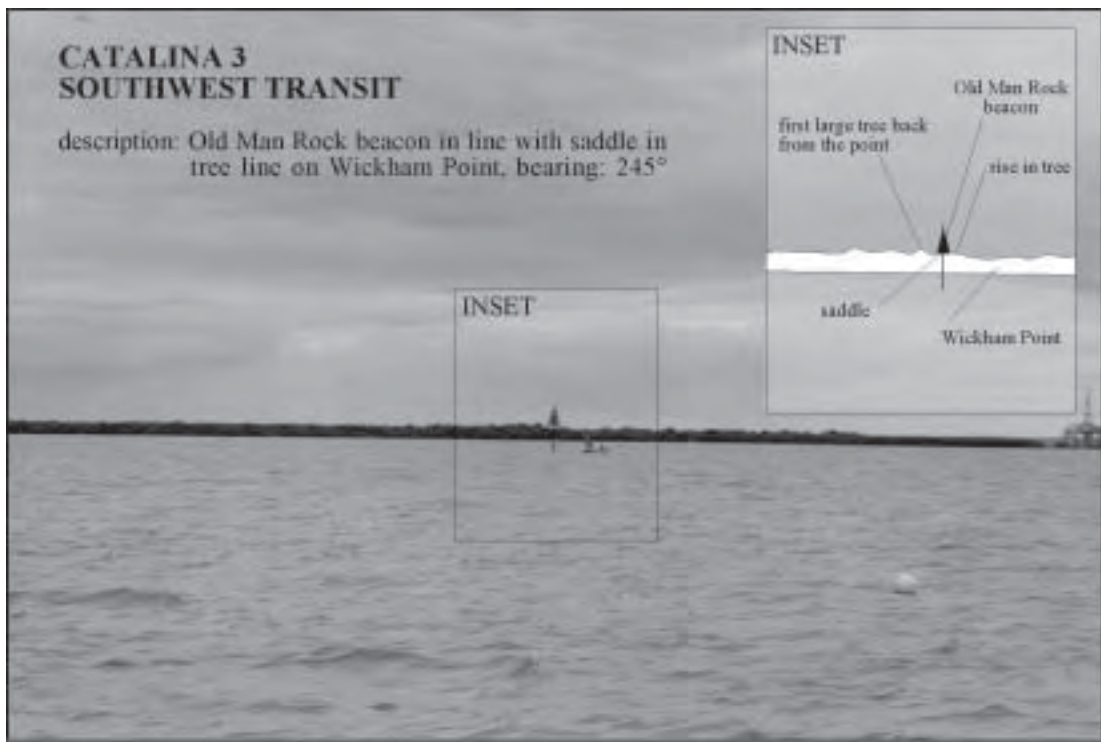 CATALINA 3
SOUTHWEST TRANSIT
description: Old Man Rock beacon in line with saddle in
tree line on Wickham Point, bearing: 245°
INSET
INSET
Old Man Rock
beacon
first large tree back
from the point
rise in tree
saddle
Wickham Point